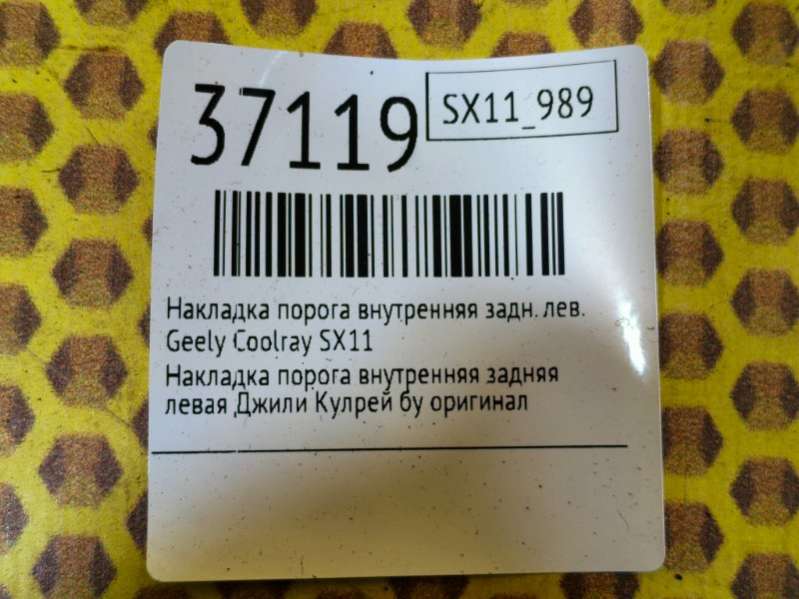 37119
SX11_989
Накладка порога внутренняя задн. лев.
Geely Coolray SX11
Накладка порога внутренняя задняя
левая Джили Кулрей бу оригинал